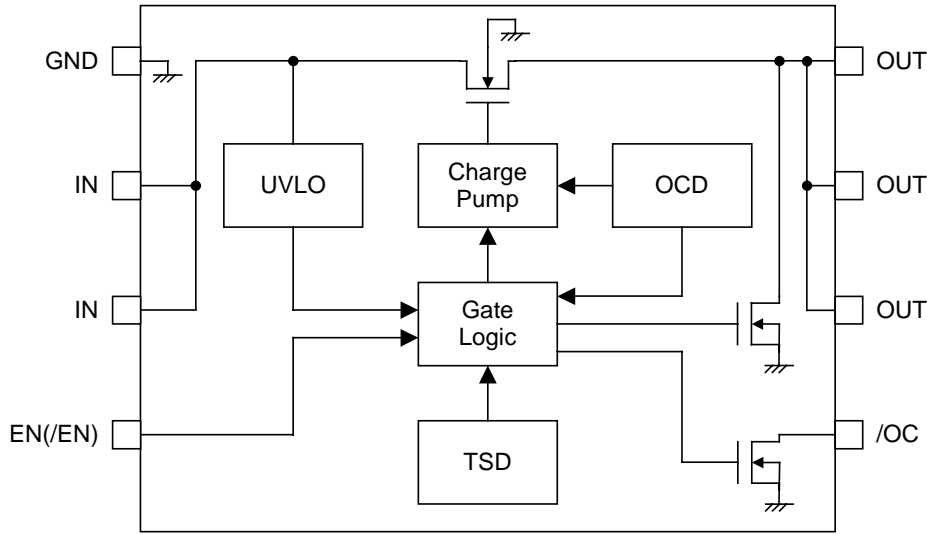 GND
OUT
IN
UVLO
Charge
Pump
OCD
OUT
IN
Gate
Logic
OUT
EN(/EN)
TSD
/OC